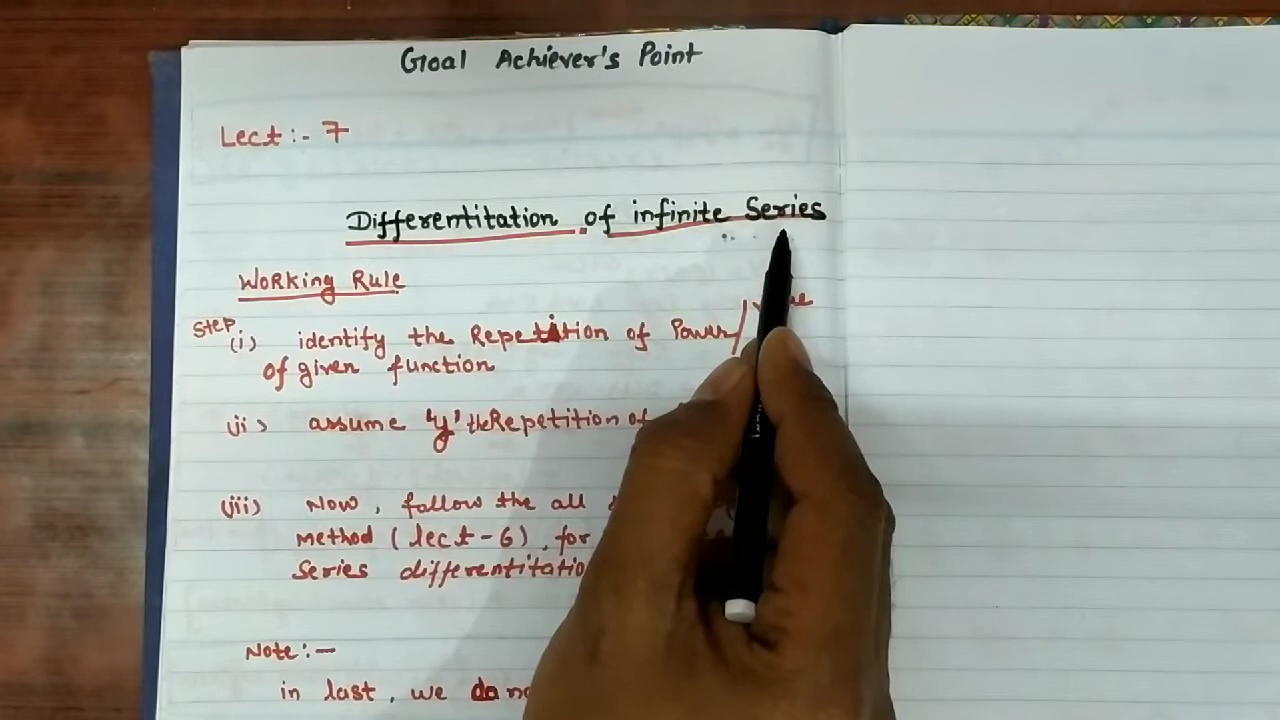 Goal Achiever's Point
Lect:- 7
Differentitation of infinite Series
Working Rule
Step (i) identify the Repetition of Power/
of given function
(ii) assume 'y' the Repetition of
(iii) Now, follow the all
method (lect-6), for
Series differentitatio
Note:-
in last, we do no